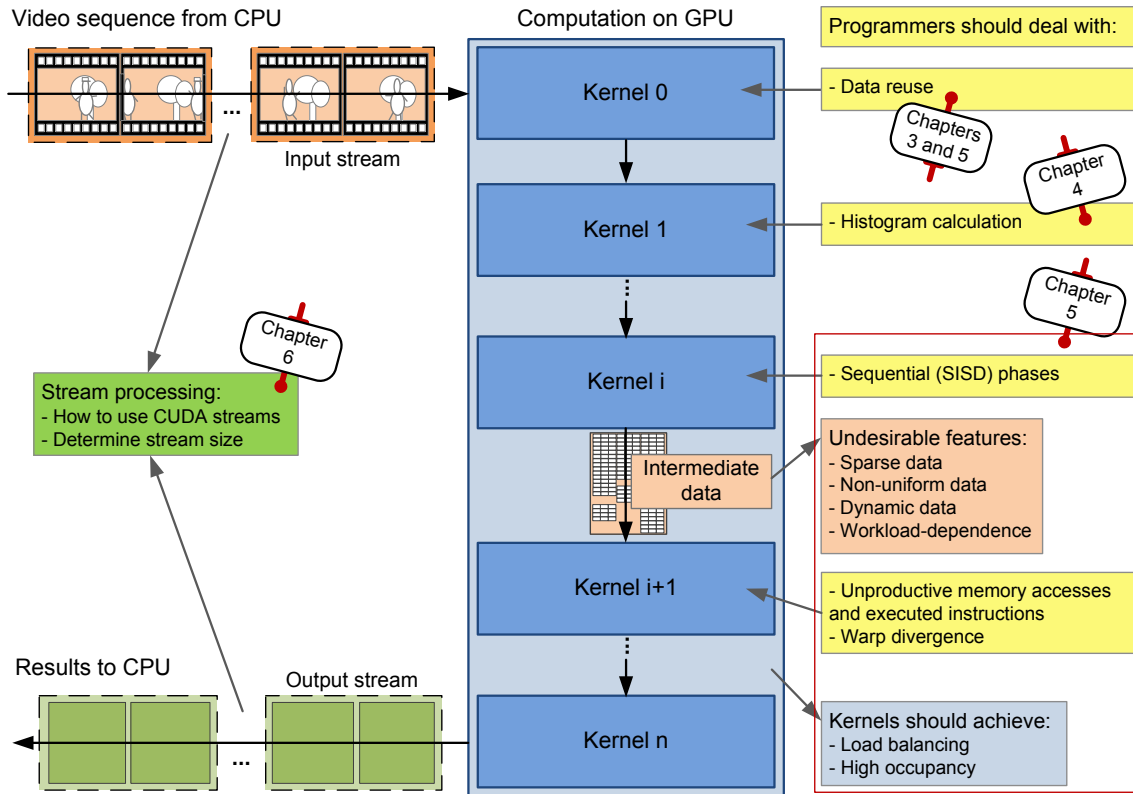 Video sequence from CPU
Computation on GPU
Programmers should deal with:
Kernel 0
- Data reuse
...
Input stream
Chapters
3 and 5
Chapter
4
Kernel 1
- Histogram calculation
Chapter
5
Chapter
6
Kernel i
- Sequential (SISD) phases
Stream processing:
- How to use CUDA streams
- Determine stream size
Intermediate
data
Undesirable features:
- Sparse data
- Non-uniform data
- Dynamic data
- Workload-dependence
Kernel i+1
- Unproductive memory accesses
and executed instructions
- Warp divergence
Results to CPU
Output stream
...
Kernel n
Kernels should achieve:
- Load balancing
- High occupancy